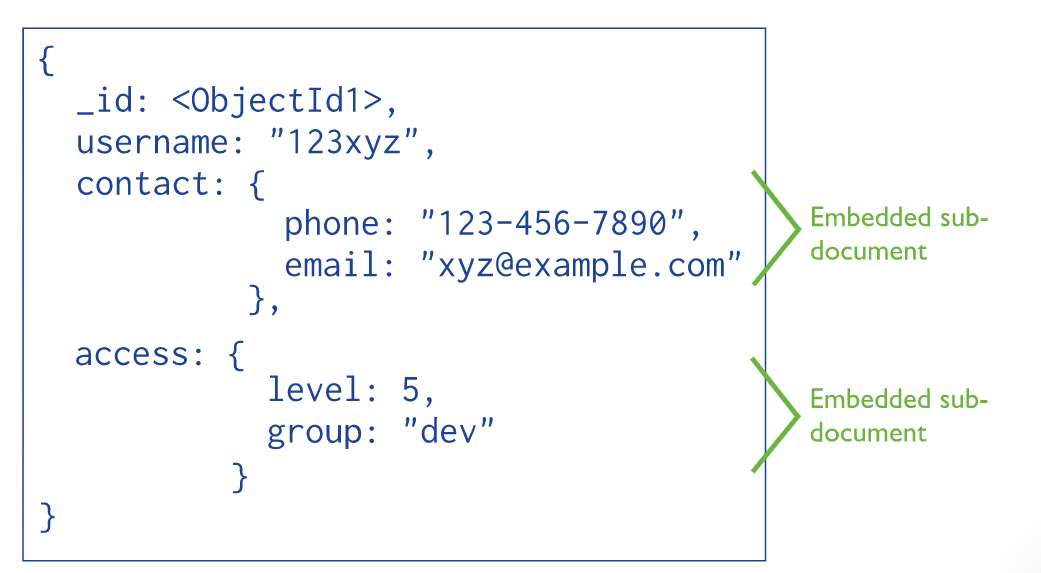 {
_id: <ObjectId1>,
username: "123xyz",
contact: {
phone: "123-456-7890",
email: "xyz@example.com"
},
access: {
level: 5,
group: "dev"
}
}
Embedded sub-
document
Embedded sub-
document